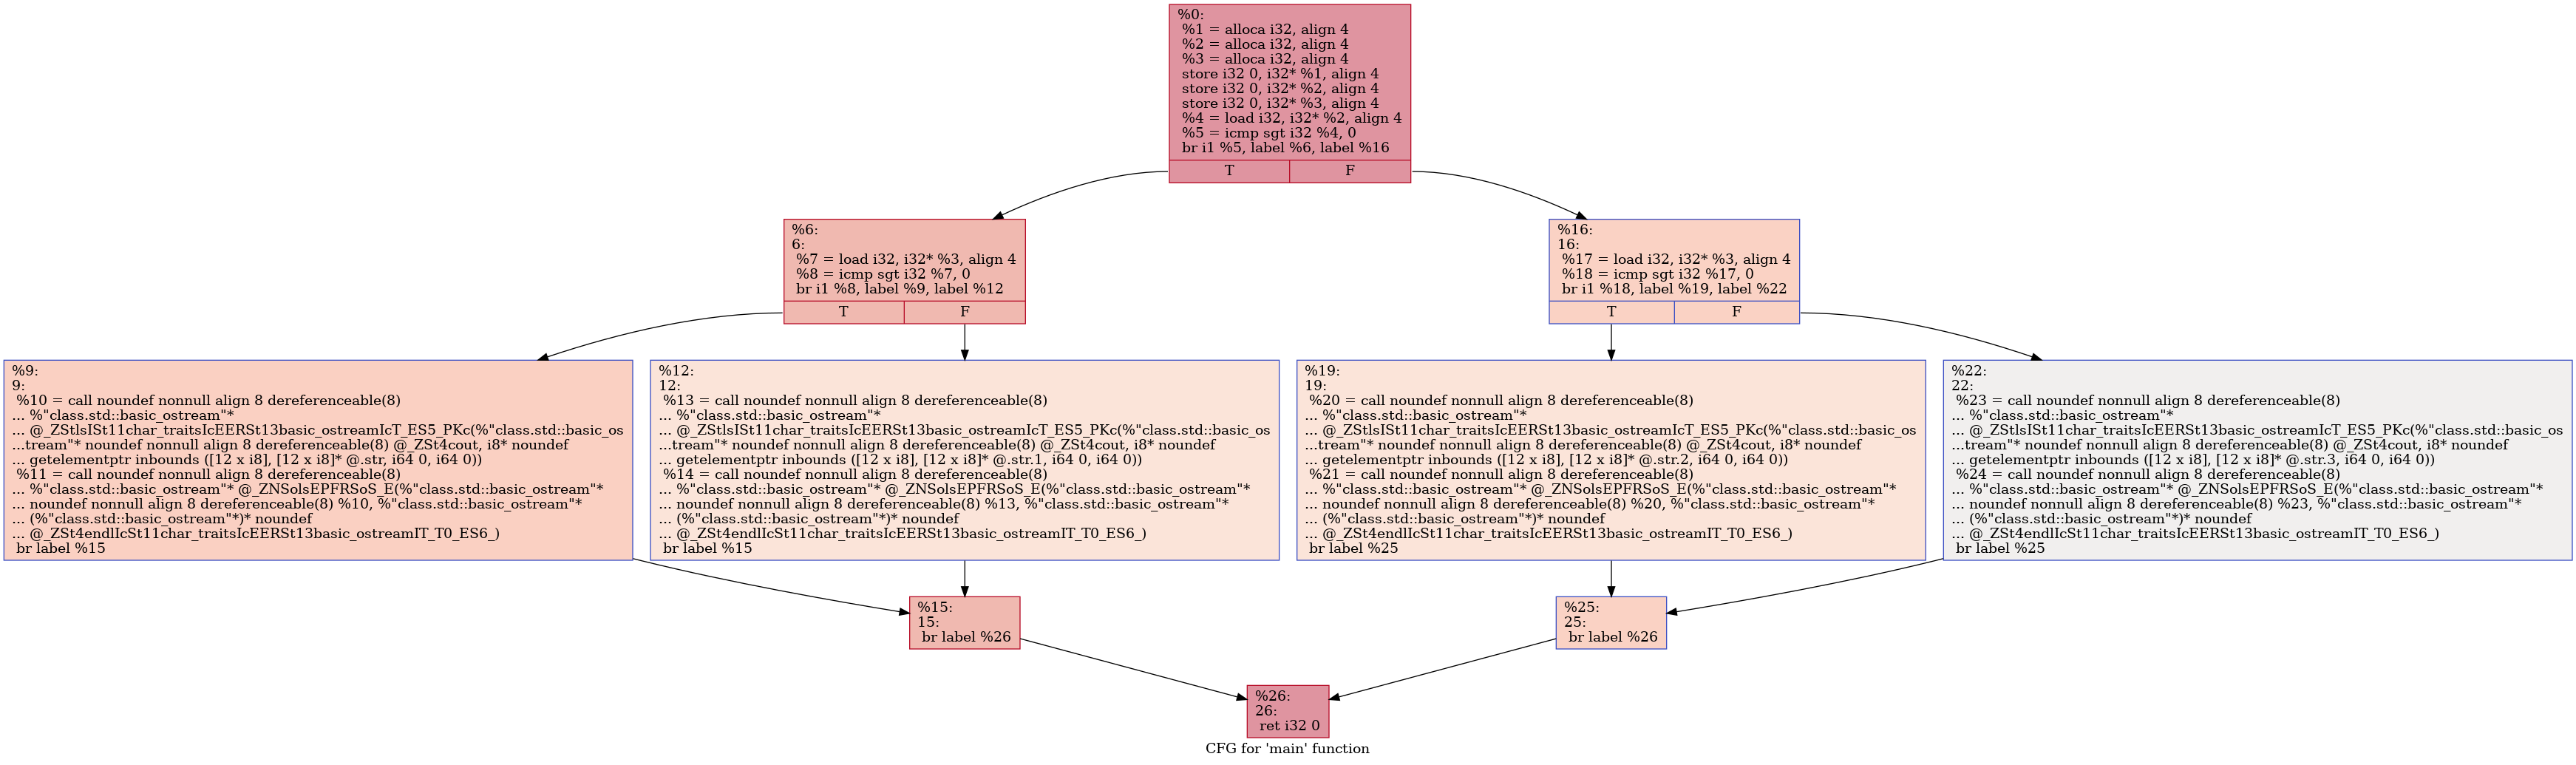 %0:
%1 = alloca i32, align 4
%2 = alloca i32, align 4
%3 = alloca i32, align 4
store i32 0, i32* %1, align 4
store i32 0, i32* %2, align 4
store i32 0, i32* %3, align 4
%4 = load i32, i32* %2, align 4
%5 = icmp sgt i32 %4, 0
br i1 %5, label %6, label %16
T F
%6:
6:
%7 = load i32, i32* %3, align 4
%8 = icmp sgt i32 %7, 0
br i1 %8, label %9, label %12
T F
%16:
16:
%17 = load i32, i32* %3, align 4
%18 = icmp sgt i32 %17, 0
br i1 %18, label %19, label %22
T F
%9:
9:
%10 = call noundef nonnull align 8 dereferenceable(8)
... %"class.std::basic_ostream"*
... @_ZStlsISt11char_traitsIcEERSt13basic_ostreamIcT_ES5_PKc(%"class.std::basic_os
...tream"* noundef nonnull align 8 dereferenceable(8) @_ZSt4cout, i8* noundef
... getelementptr inbounds ([12 x i8], [12 x i8]* @.str, i64 0, i64 0))
%11 = call noundef nonnull align 8 dereferenceable(8)
... %"class.std::basic_ostream"* @_ZNSolsEPFRSoS_E(%"class.std::basic_ostream"*
... noundef nonnull align 8 dereferenceable(8) %10, %"class.std::basic_ostream"*
... (%"class.std::basic_ostream"*)* noundef
... @_ZSt4endlIcSt11char_traitsIcEERSt13basic_ostreamIT_T0_ES6_)
br label %15
%12:
12:
%13 = call noundef nonnull align 8 dereferenceable(8)
... %"class.std::basic_ostream"*
... @_ZStlsISt11char_traitsIcEERSt13basic_ostreamIcT_ES5_PKc(%"class.std::basic_os
...tream"* noundef nonnull align 8 dereferenceable(8) @_ZSt4cout, i8* noundef
... getelementptr inbounds ([12 x i8], [12 x i8]* @.str.1, i64 0, i64 0))
%14 = call noundef nonnull align 8 dereferenceable(8)
... %"class.std::basic_ostream"* @_ZNSolsEPFRSoS_E(%"class.std::basic_ostream"*
... noundef nonnull align 8 dereferenceable(8) %13, %"class.std::basic_ostream"*
... (%"class.std::basic_ostream"*)* noundef
... @_ZSt4endlIcSt11char_traitsIcEERSt13basic_ostreamIT_T0_ES6_)
br label %15
%19:
19:
%20 = call noundef nonnull align 8 dereferenceable(8)
... %"class.std::basic_ostream"*
... @_ZStlsISt11char_traitsIcEERSt13basic_ostreamIcT_ES5_PKc(%"class.std::basic_os
...tream"* noundef nonnull align 8 dereferenceable(8) @_ZSt4cout, i8* noundef
... getelementptr inbounds ([12 x i8], [12 x i8]* @.str.2, i64 0, i64 0))
%21 = call noundef nonnull align 8 dereferenceable(8)
... %"class.std::basic_ostream"* @_ZNSolsEPFRSoS_E(%"class.std::basic_ostream"*
... noundef nonnull align 8 dereferenceable(8) %20, %"class.std::basic_ostream"*
... (%"class.std::basic_ostream"*)* noundef
... @_ZSt4endlIcSt11char_traitsIcEERSt13basic_ostreamIT_T0_ES6_)
br label %25
%22:
22:
%23 = call noundef nonnull align 8 dereferenceable(8)
... %"class.std::basic_ostream"*
... @_ZStlsISt11char_traitsIcEERSt13basic_ostreamIcT_ES5_PKc(%"class.std::basic_os
...tream"* noundef nonnull align 8 dereferenceable(8) @_ZSt4cout, i8* noundef
... getelementptr inbounds ([12 x i8], [12 x i8]* @.str.3, i64 0, i64 0))
%24 = call noundef nonnull align 8 dereferenceable(8)
... %"class.std::basic_ostream"* @_ZNSolsEPFRSoS_E(%"class.std::basic_ostream"*
... noundef nonnull align 8 dereferenceable(8) %23, %"class.std::basic_ostream"*
... (%"class.std::basic_ostream"*)* noundef
... @_ZSt4endlIcSt11char_traitsIcEERSt13basic_ostreamIT_T0_ES6_)
br label %25
%15:
15:
br label %26
%25:
25:
br label %26
%26:
26:
ret i32 0
CFG for 'main' function